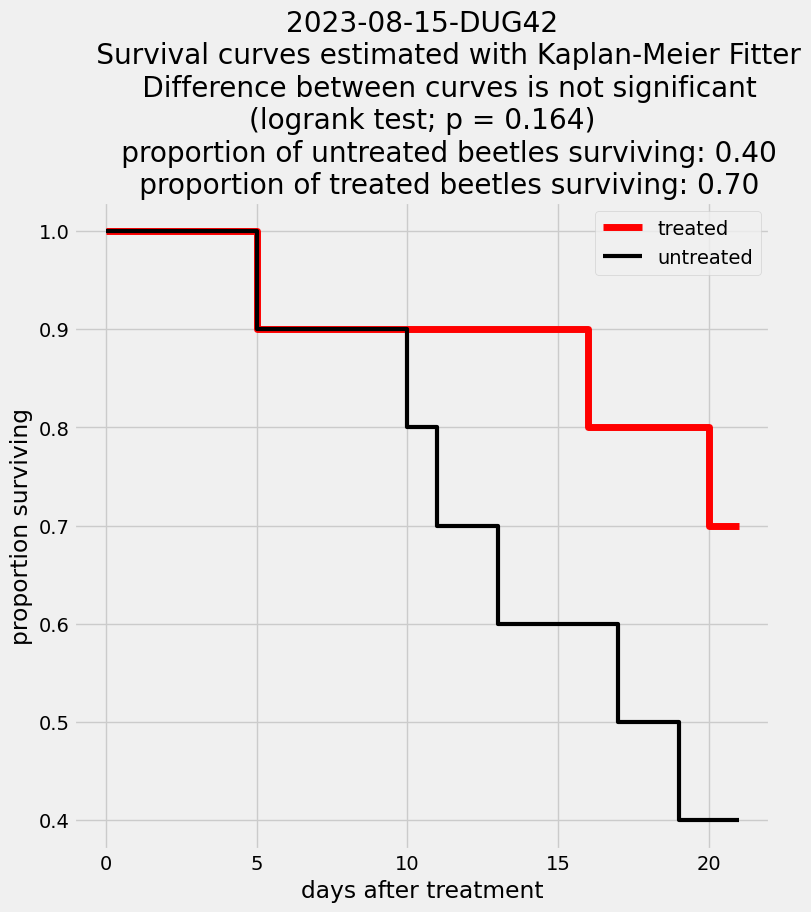 2023-08-15-DUG42
Survival curves estimated with Kaplan-Meier Fitter
Difference between curves is not significant
(logrank test; p = 0.164)
proportion of untreated beetles surviving: 0.40
proportion of treated beetles surviving: 0.70
treated
untreated
1.0
0.9
0.8
0.7
0.6
0.5
0.4
proportion surviving
0 5 10 15 20
days after treatment